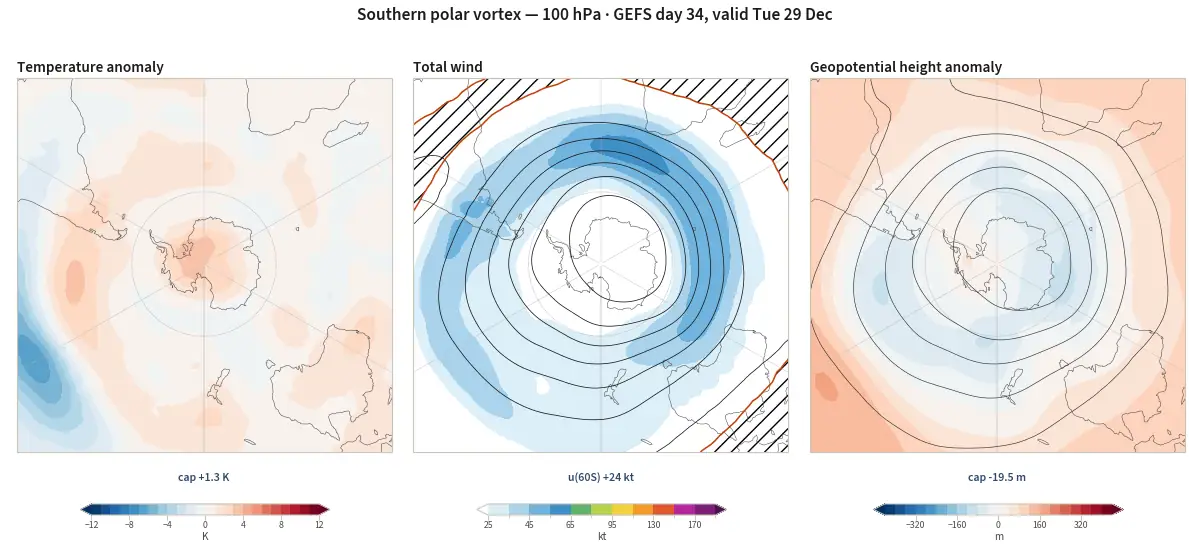 Southern polar vortex — 100 hPa · GEFS day 34, valid Tue 29 Dec
Temperature anomaly
Total wind
Geopotential height anomaly
cap +1.3 K
u(60S) +24 kt
cap -19.5 m
−12 −8 −4 0 4 8 12
K
25 45 65 95 130 170
kt
−320 −160 0 160 320
m